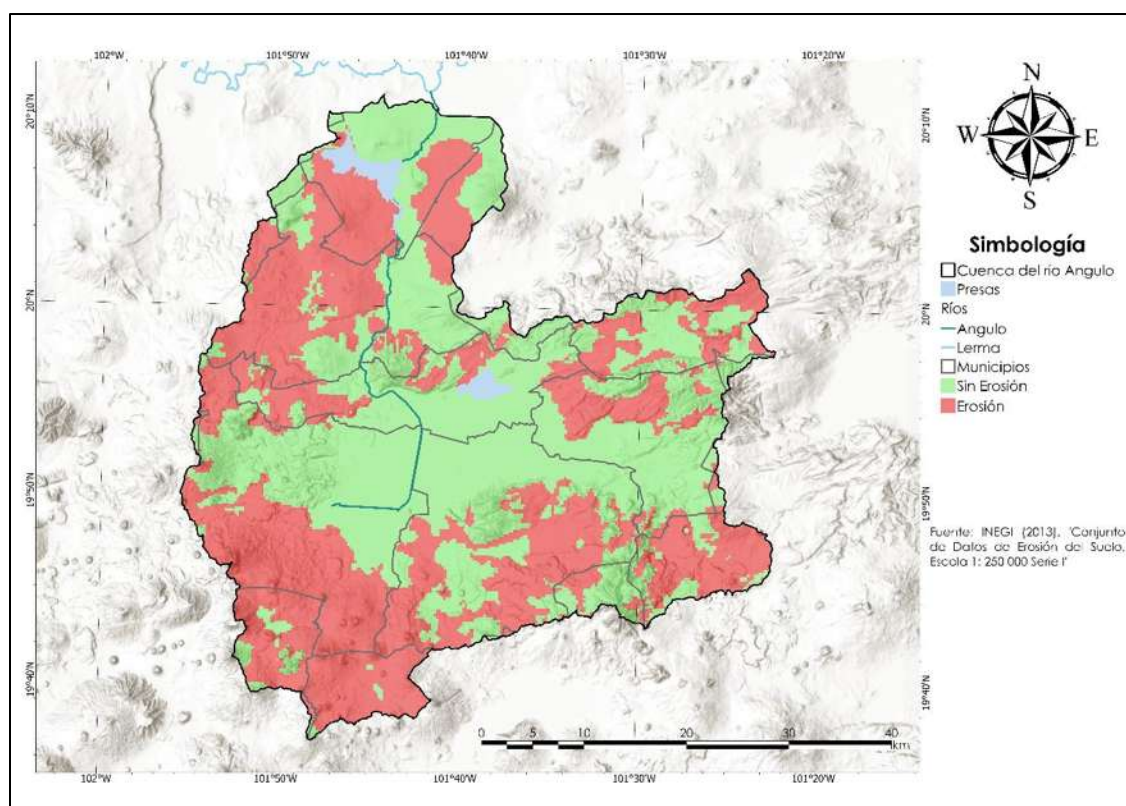 102°W 101°50'W 101°40'W 101°30'W 101°20'W
20°10'N 20°10'N
20°N 20°N
19°50'N 19°50'N
19°40'N 19°40'N
N
W E
S
Simbología
Cuenca del río Angulo
Presas
Ríos
Angulo
Lerma
Municipios
Sin Erosión
Erosión
Fuente: INEGI (2013), 'Conjunto
de Datos de Erosión del Suelo,
Escala 1: 250 000 Serie I'
0 5 10 20 30 40
km
102°W 101°50'W 101°40'W 101°30'W 101°20'W